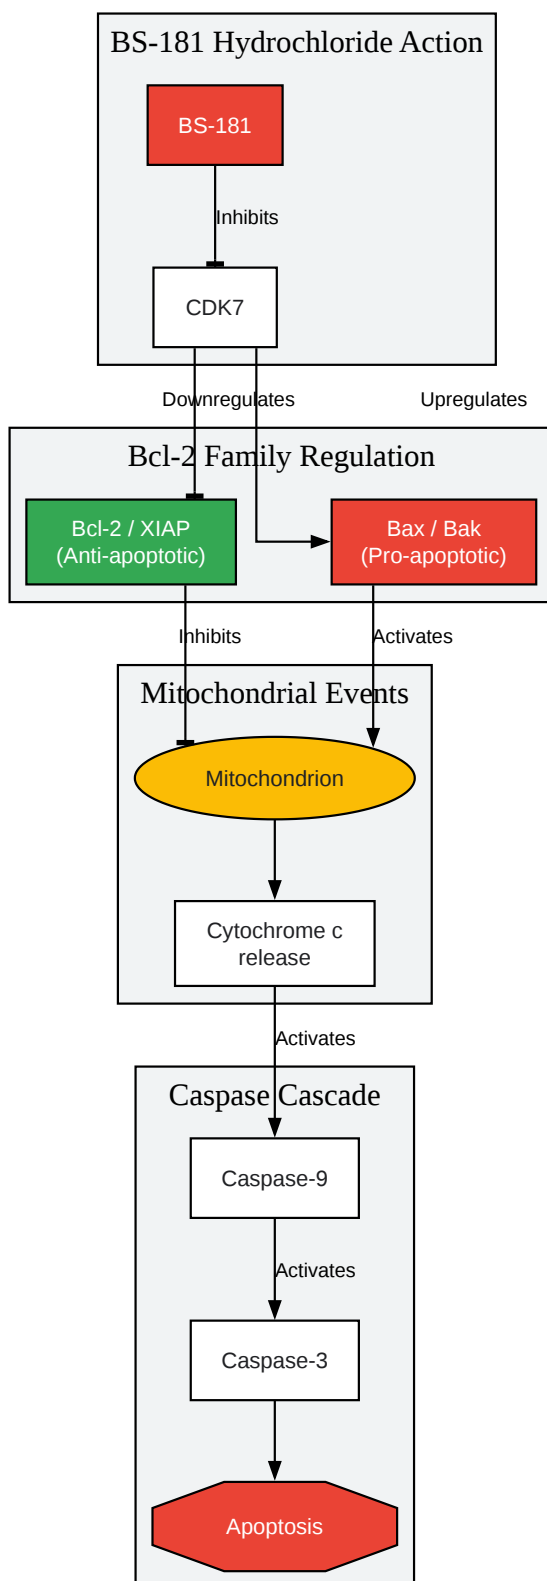 BS-181 Hydrochloride Action
BS-181
Inhibits
CDK7
Downregulates
Upregulates
Bcl-2 Family Regulation
Bcl-2 / XIAP
(Anti-apoptotic)
Bax / Bak
(Pro-apoptotic)
Inhibits
Activates
Mitochondrial Events
Mitochondrion
Cytochrome c
release
Activates
Caspase Cascade
Caspase-9
Activates
Caspase-3
Apoptosis